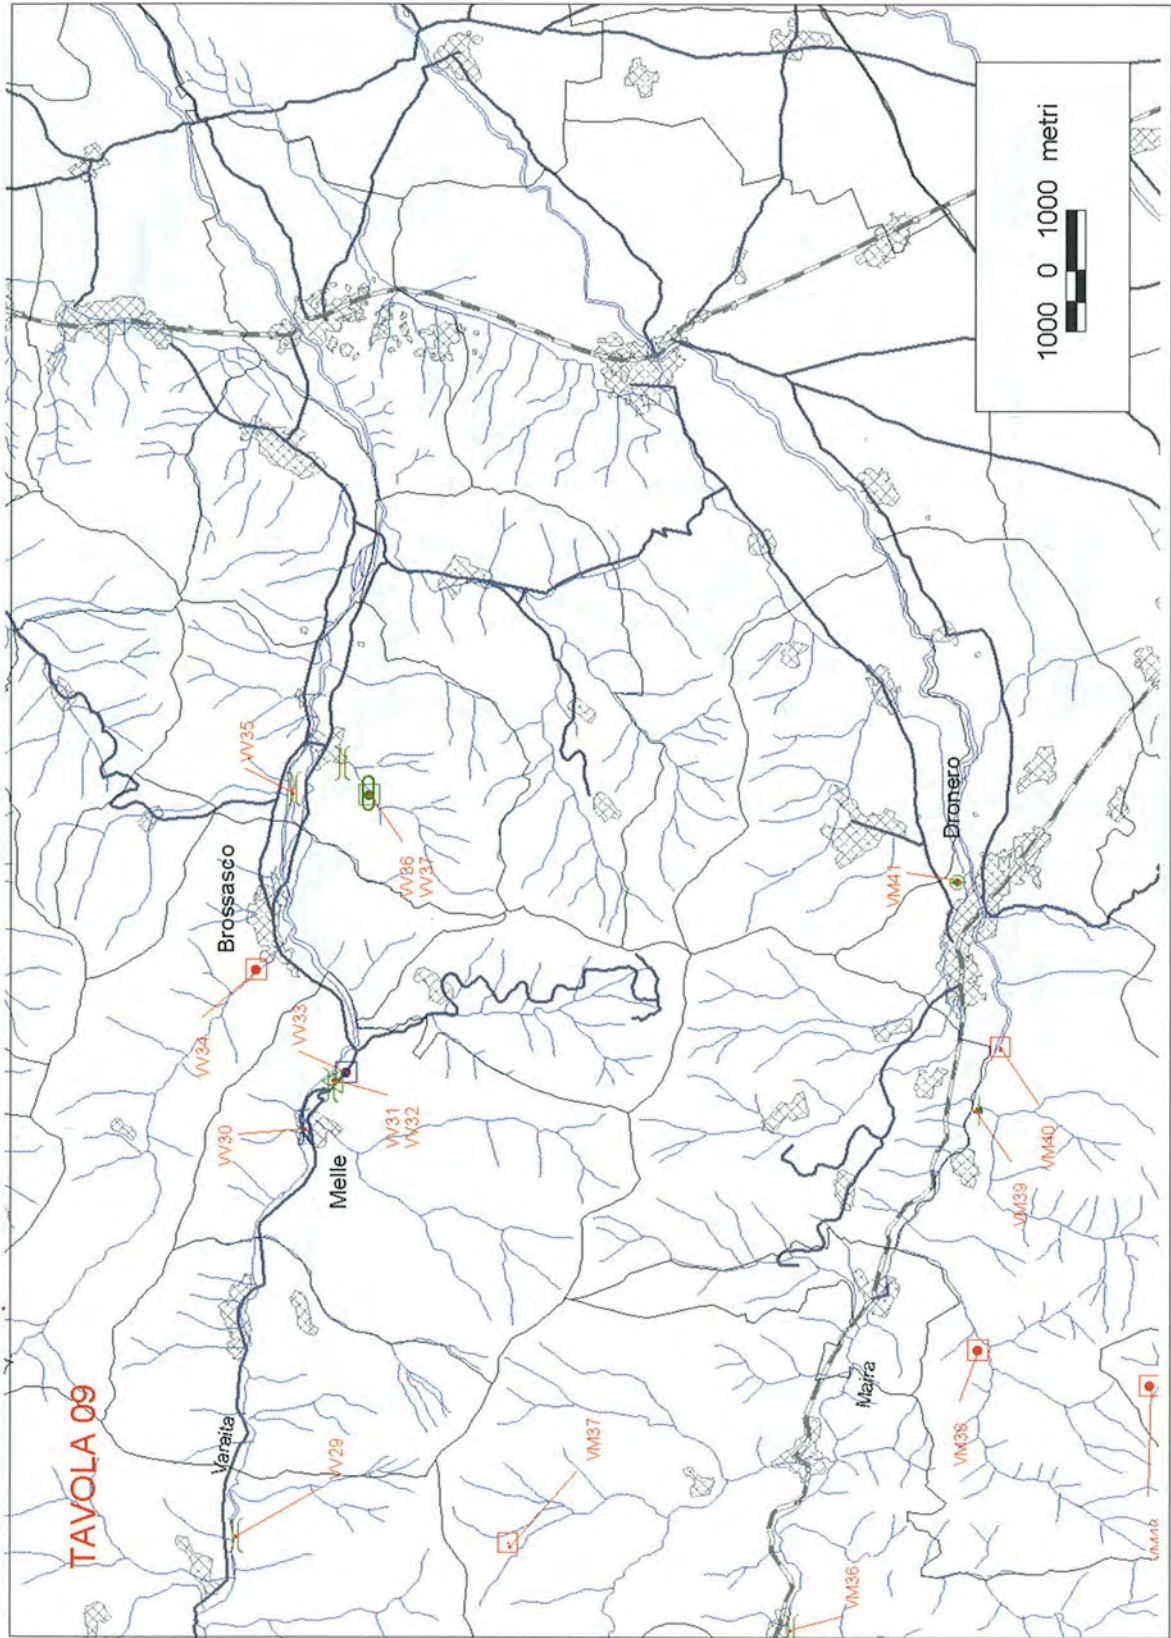 TAVOLA 09
Varaita
VV29
Melle
VV30
VV31
VV32
VV33
VV34
Brossasco
VV35
VV36
VV37
VM36
VM37
Maira
VM38
VM39
VM40
VM41
Dronero
1000 0 1000 metri